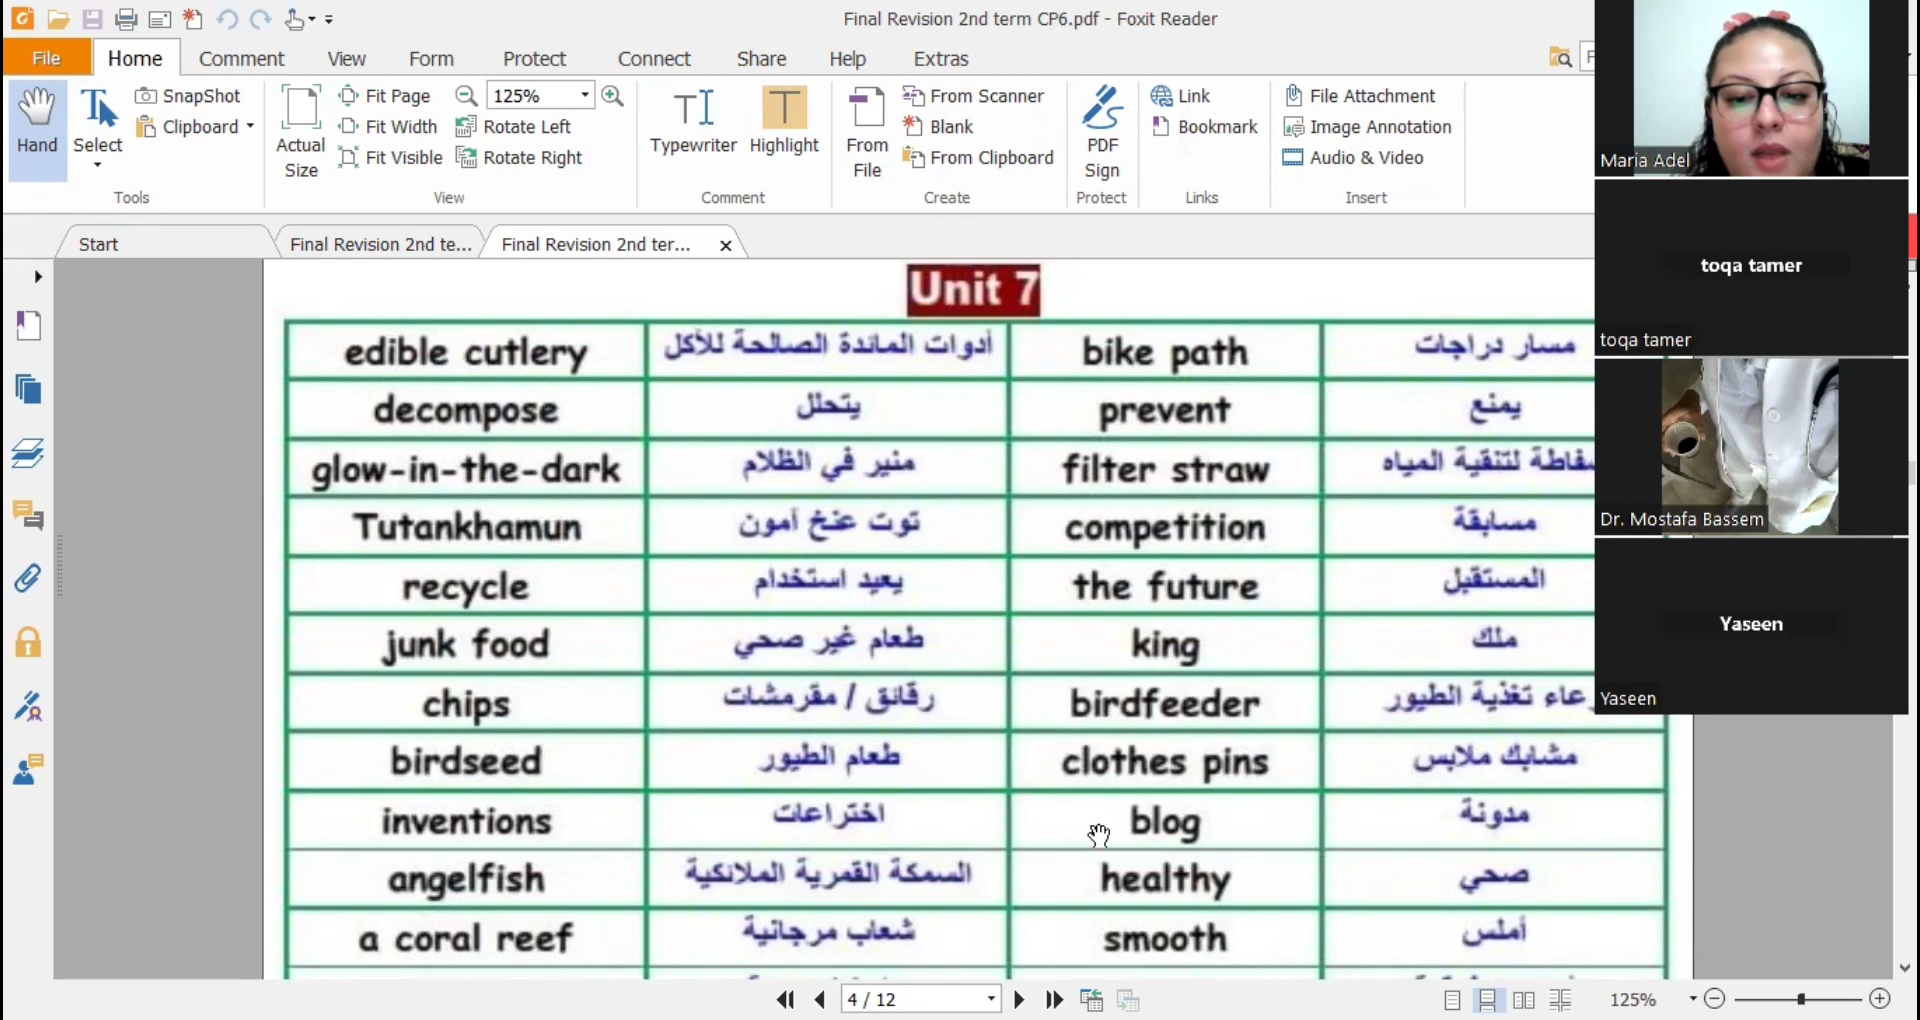 Final Revision 2nd term CP6.pdf - Foxit Reader
File Home Comment View Form Protect Connect Share Help Extras
Hand
Select
SnapShot
Clipboard
Tools
Actual Size
Fit Page
Fit Width
Fit Visible
125%
Rotate Left
Rotate Right
View
Typewriter
Highlight
Comment
From File
From Scanner
Blank
From Clipboard
Create
PDF Sign
Protect
Link
Bookmark
Links
File Attachment
Image Annotation
Audio & Video
Insert
Start
Final Revision 2nd te...
Final Revision 2nd ter...
Unit 7
edible cutlery أدوات المائدة الصالحة للأكل bike path مسار دراجات
decompose يتحلل prevent يمنع
glow-in-the-dark منير في الظلام filter straw لتنقية المياه
Tutankhamun توت عنخ آمون competition مسابقة
recycle يعيد استخدام the future المستقبل
junk food طعام غير صحي king ملك
chips رقائق / مقرمشات birdfeeder تغذية الطيور
birdseed طعام الطيور clothes pins مشابك ملابس
inventions اختراعات blog مدونة
angelfish السمكة القمرية الملائكية healthy صحي
a coral reef شعاب مرجانية smooth أملس
Maria Adel
toqa tamer
toqa tamer
Dr. Mostafa Bassem
Yaseen
Yaseen
4 / 12
125%